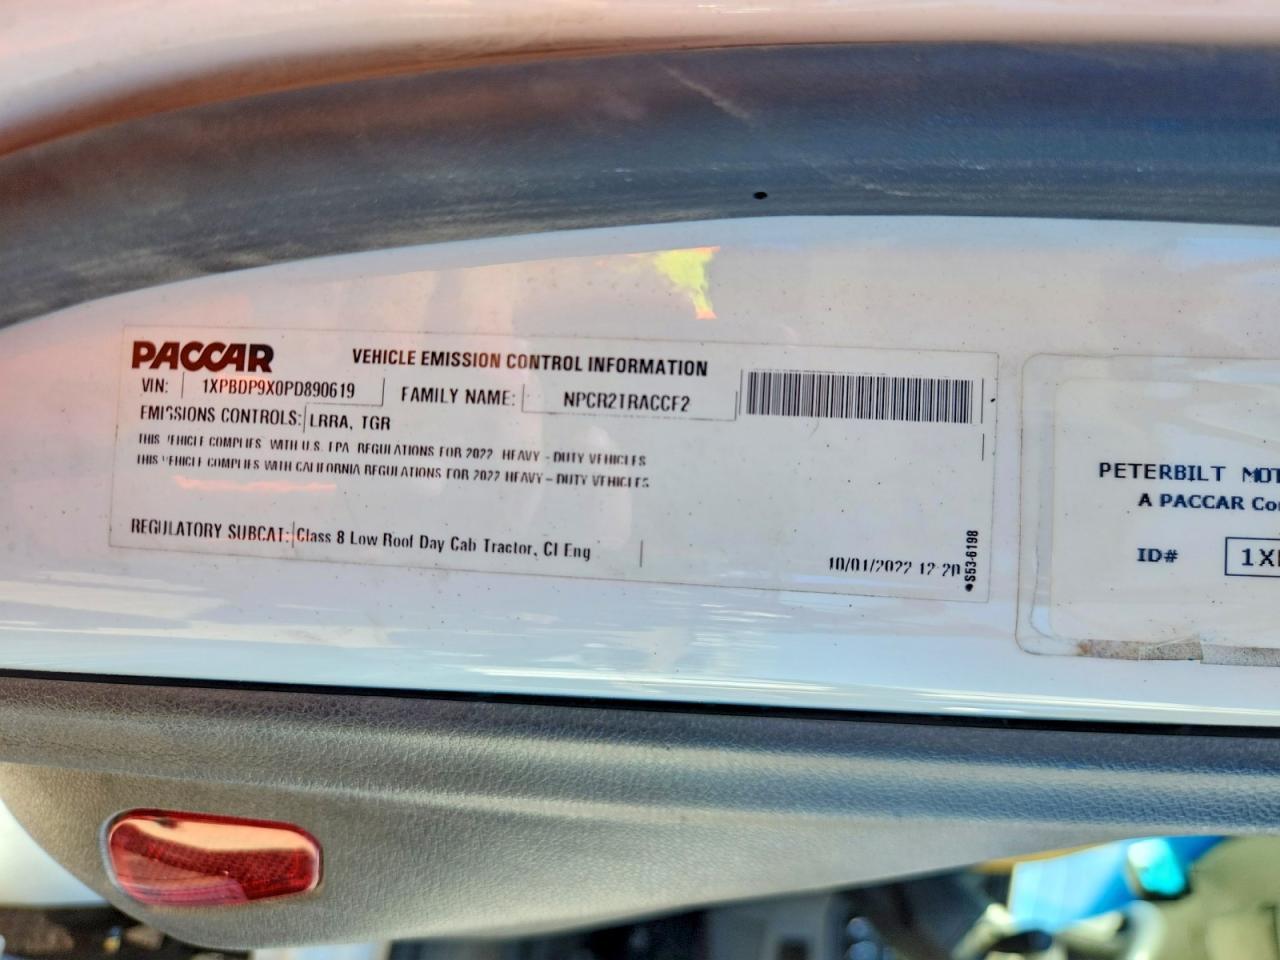 PACCAR
VEHICLE EMISSION CONTROL INFORMATION
VIN: 1XPBDP9X0PD890619 FAMILY NAME: NPCR2TRACCF2
EMISSIONS CONTROLS: LRRA, TGR
THIS VEHICLE COMPLIES WITH U.S. EPA REGULATIONS FOR 2022 HEAVY-DUTY VEHICLES
THIS VEHICLE COMPLIES WITH CALIFORNIA REGULATIONS FOR 2022 HEAVY-DUTY VEHICLES
REGULATORY SUBCAT: Class 8 Low Roof Day Cab Tractor, CI Eng
10/01/2022 12:20
S53-6198
PETERBILT MOT
A PACCAR Co
ID# 1X